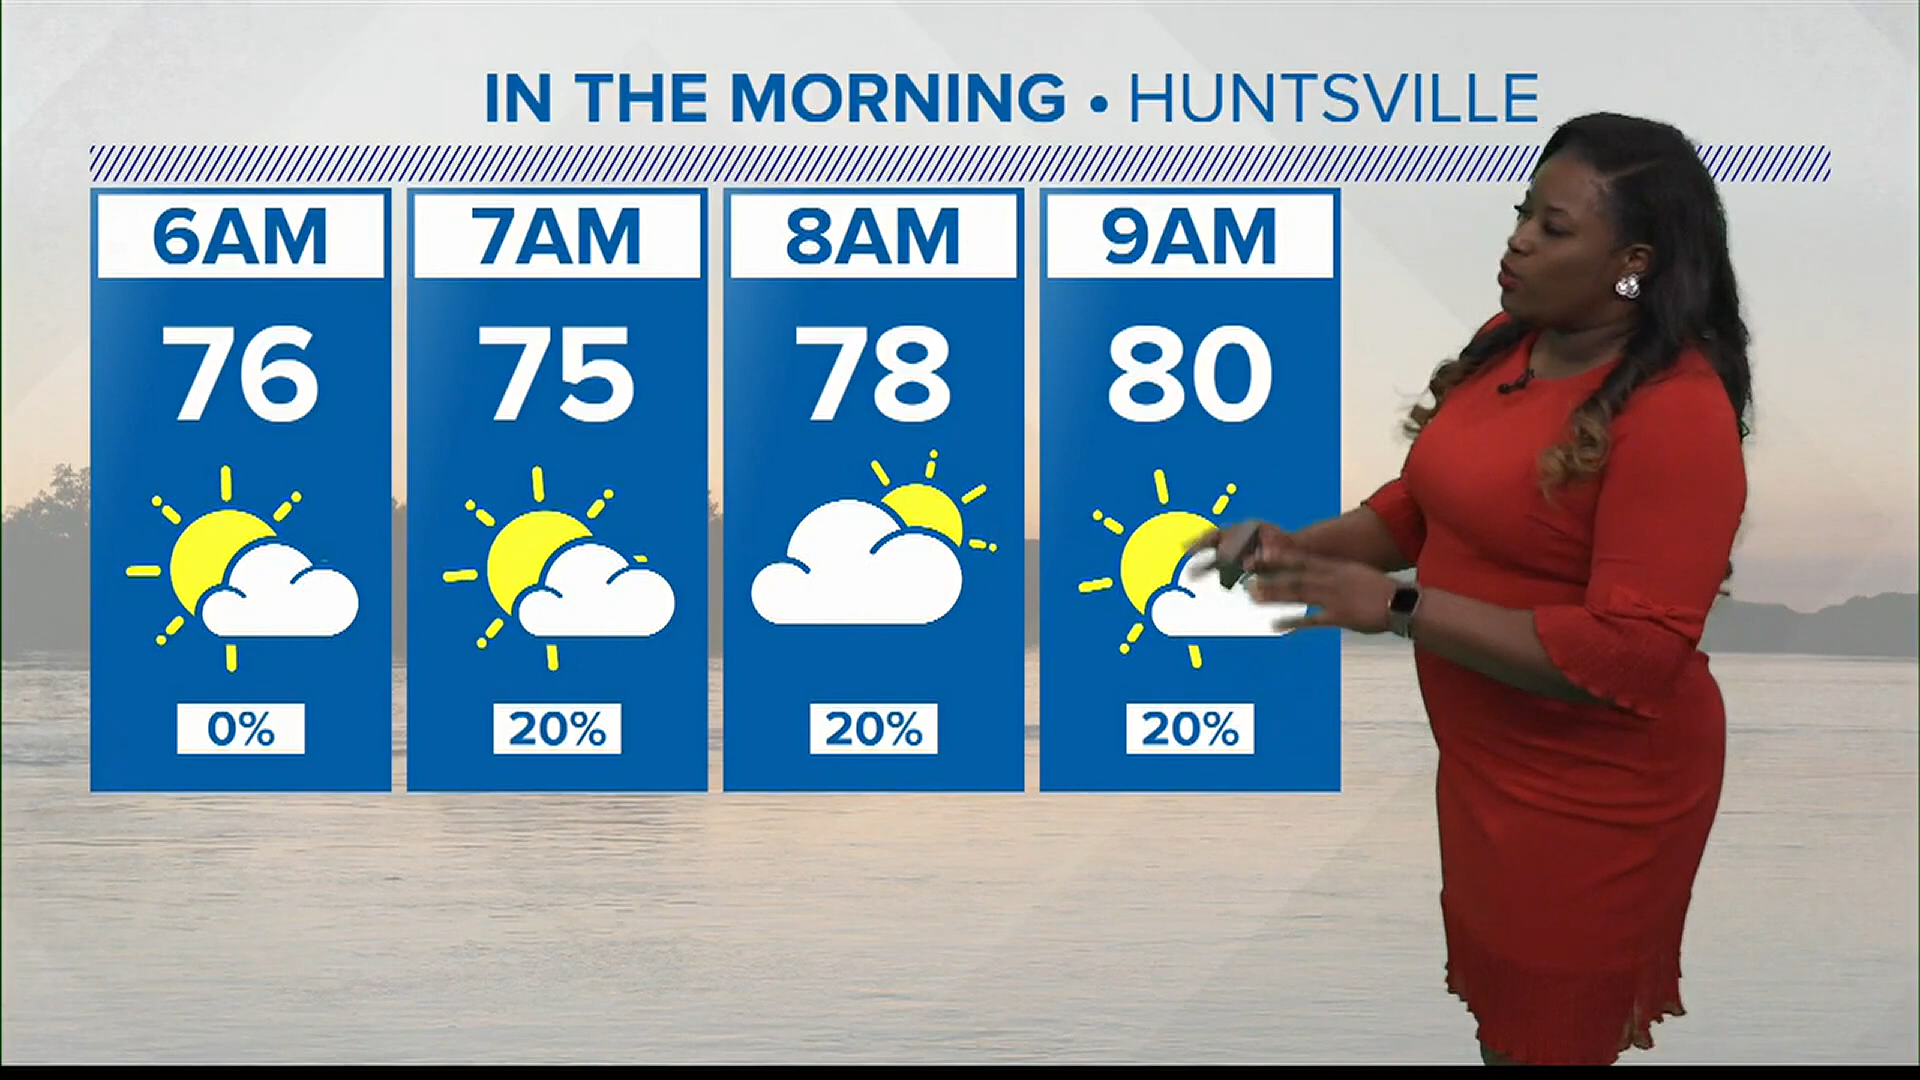 IN THE MORNING • HUNTSVILLE
6AM 7AM 8AM 9AM
76 75 78 80
0% 20% 20% 20%